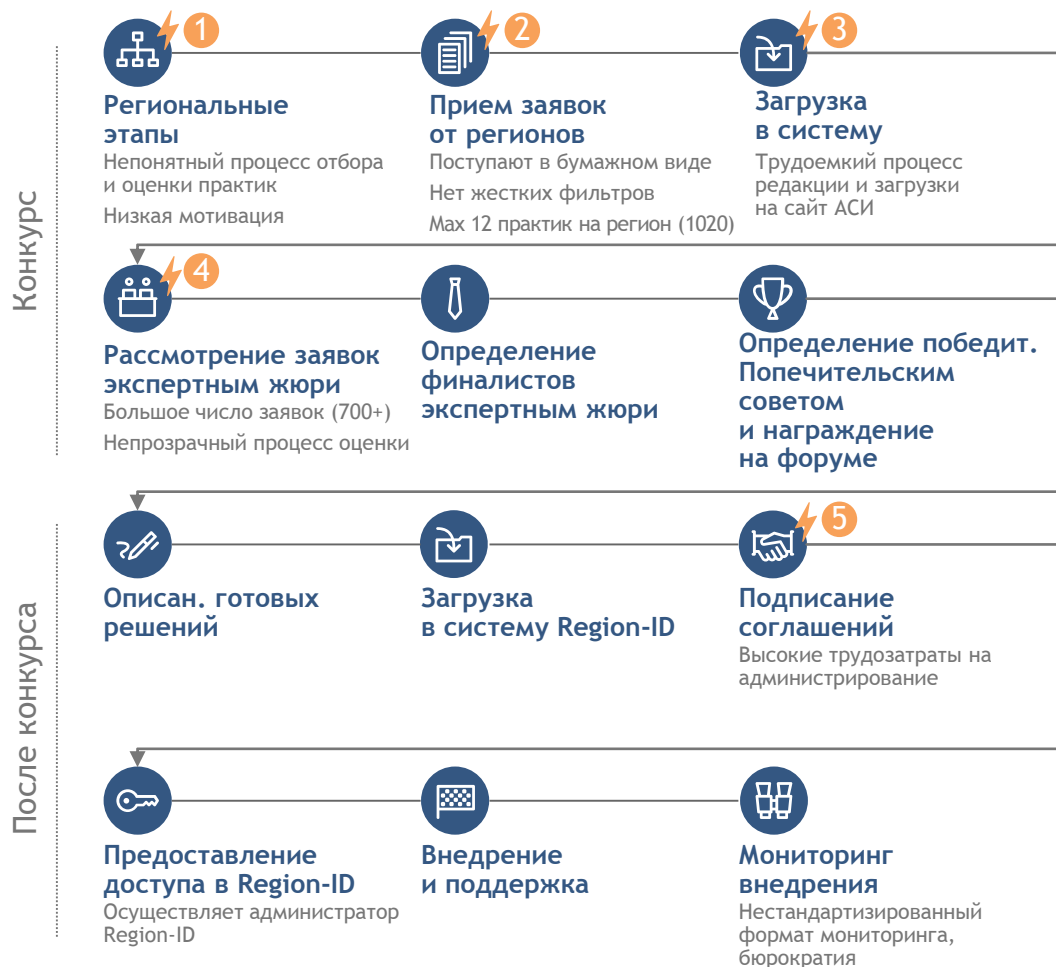 Конкурс
1
Региональные
этапы
Непонятный процесс отбора
и оценки практик
Низкая мотивация
2
Прием заявок
от регионов
Поступают в бумажном виде
Нет жестких фильтров
Max 12 практик на регион (1020)
3
Загрузка
в систему
Трудоемкий процесс
редакции и загрузки
на сайт АСИ
4
Рассмотрение заявок
экспертным жюри
Большое число заявок (700+)
Непрозрачный процесс оценки
Определение
финалистов
экспертным жюри
Определение победит.
Попечительским
советом
и награждение
на форуме
После конкурса
Описан. готовых
решений
Загрузка
в систему Region-ID
5
Подписание
соглашений
Высокие трудозатраты на
администрирование
Предоставление
доступа в Region-ID
Осуществляет администратор
Region-ID
Внедрение
и поддержка
Мониторинг
внедрения
Нестандартизированный
формат мониторинга,
бюрократия